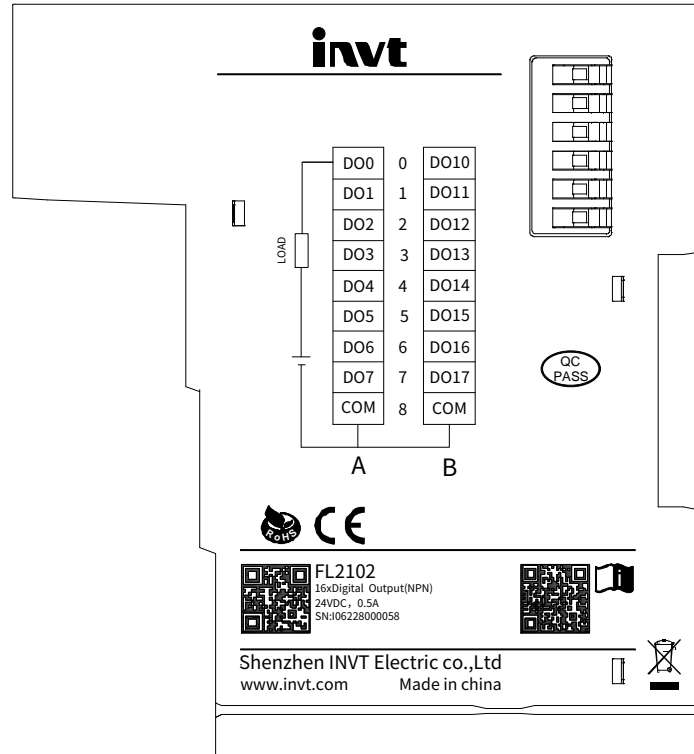 invt
DO0 0 DO10
DO1 1 DO11
DO2 2 DO12
LOAD
DO3 3 DO13
DO4 4 DO14
DO5 5 DO15
DO6 6 DO16
DO7 7 DO17
COM 8 COM
A B
QC
PASS
RoHS
CE
FL2102
16xDigital Output(NPN)
24VDC, 0.5A
SN:I06228000058
Shenzhen INVT Electric co.,Ltd
www.invt.com Made in china